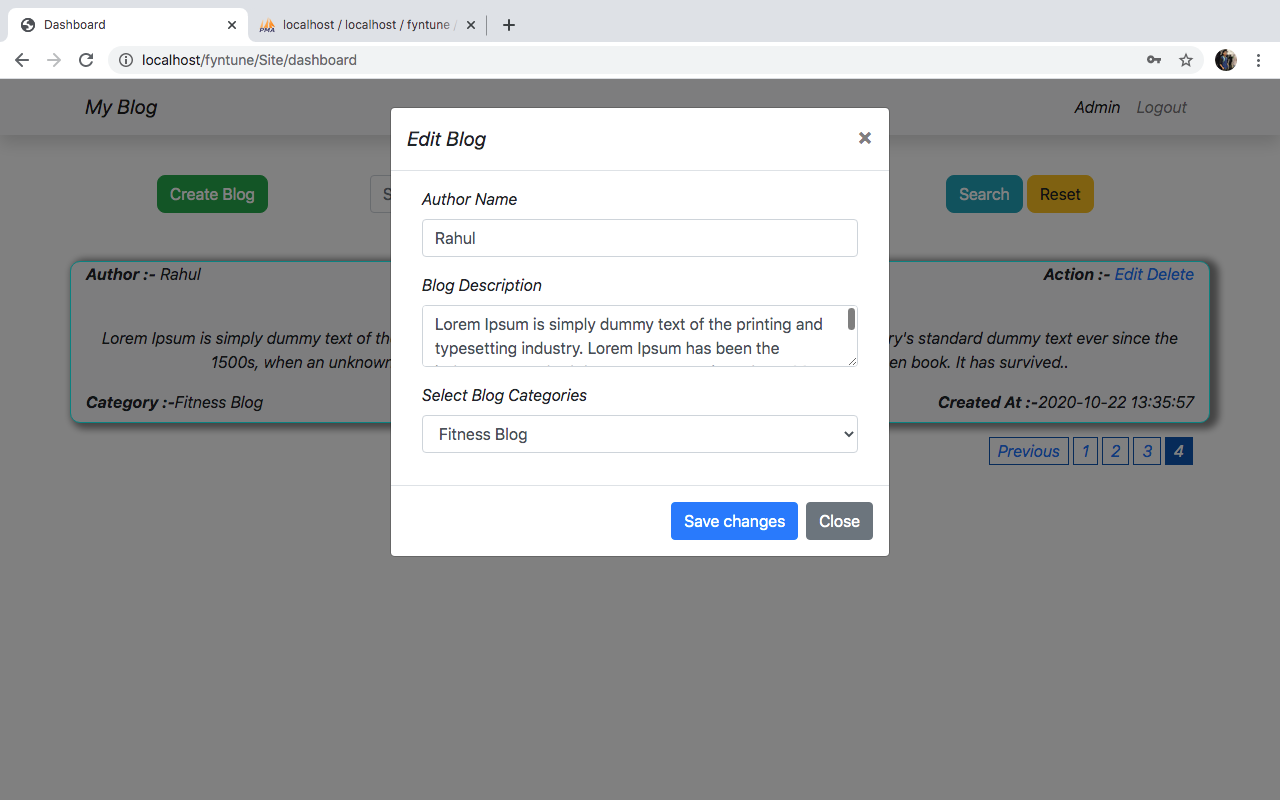 Dashboard
localhost / localhost / fyntune /
localhost/fyntune/Site/dashboard
My Blog
Admin Logout
Edit Blog ×
Create Blog
S
Search Reset
Author Name
Rahul
Author :- Rahul
Action :- Edit Delete
Blog Description
Lorem Ipsum is simply dummy text of the printing and
typesetting industry. Lorem Ipsum has been the
Lorem Ipsum is simply dummy text of the
ry's standard dummy text ever since the
1500s, when an unknown
en book. It has survived..
Select Blog Categories
Fitness Blog
Category :-Fitness Blog
Created At :-2020-10-22 13:35:57
Previous 1 2 3 4
Save changes Close